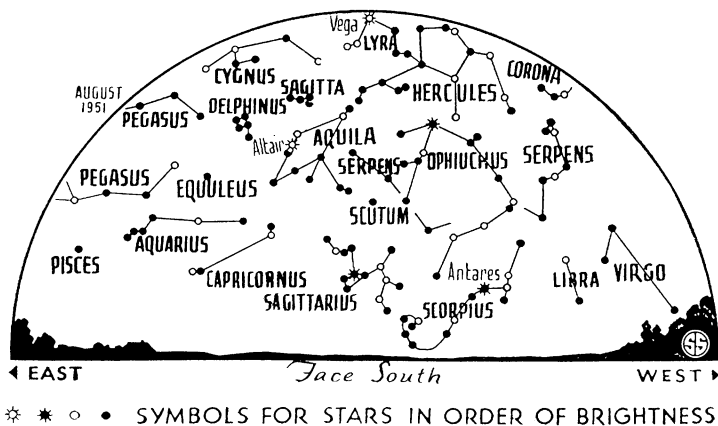 Vega
LYRA
CYGNUS
CORONA
AUGUST
1951
SAGITTA
HERCULES
DELPHINUS
PEGASUS
Altair
AQUILA
SERPENS
OPHIUCHUS
SERPENS
PEGASUS
EQUULEUS
SCUTUM
AQUARIUS
PISCES
CAPRICORNUS
Antares
LIBRA
VIRGO
SAGITTARIUS
SCORPIUS
SS
EAST
Face South
WEST
SYMBOLS FOR STARS IN ORDER OF BRIGHTNESS